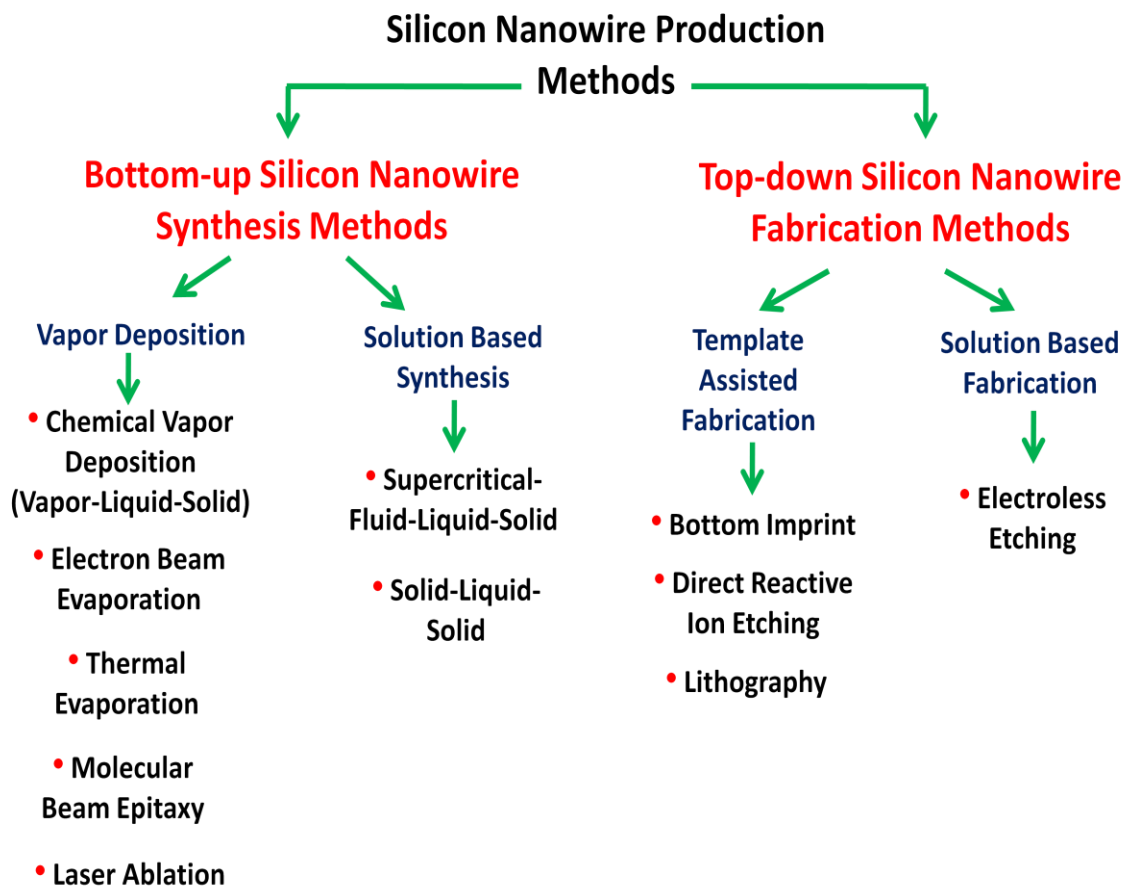 Silicon Nanowire Production
Methods
Bottom-up Silicon Nanowire
Synthesis Methods
Top-down Silicon Nanowire
Fabrication Methods
Vapor Deposition
• Chemical Vapor
Deposition
(Vapor-Liquid-Solid)
• Electron Beam
Evaporation
• Thermal
Evaporation
• Molecular
Beam Epitaxy
• Laser Ablation
Solution Based
Synthesis
• Supercritical-
Fluid-Liquid-Solid
• Solid-Liquid-
Solid
Template
Assisted
Fabrication
• Bottom Imprint
• Direct Reactive
Ion Etching
• Lithography
Solution Based
Fabrication
• Electroless
Etching